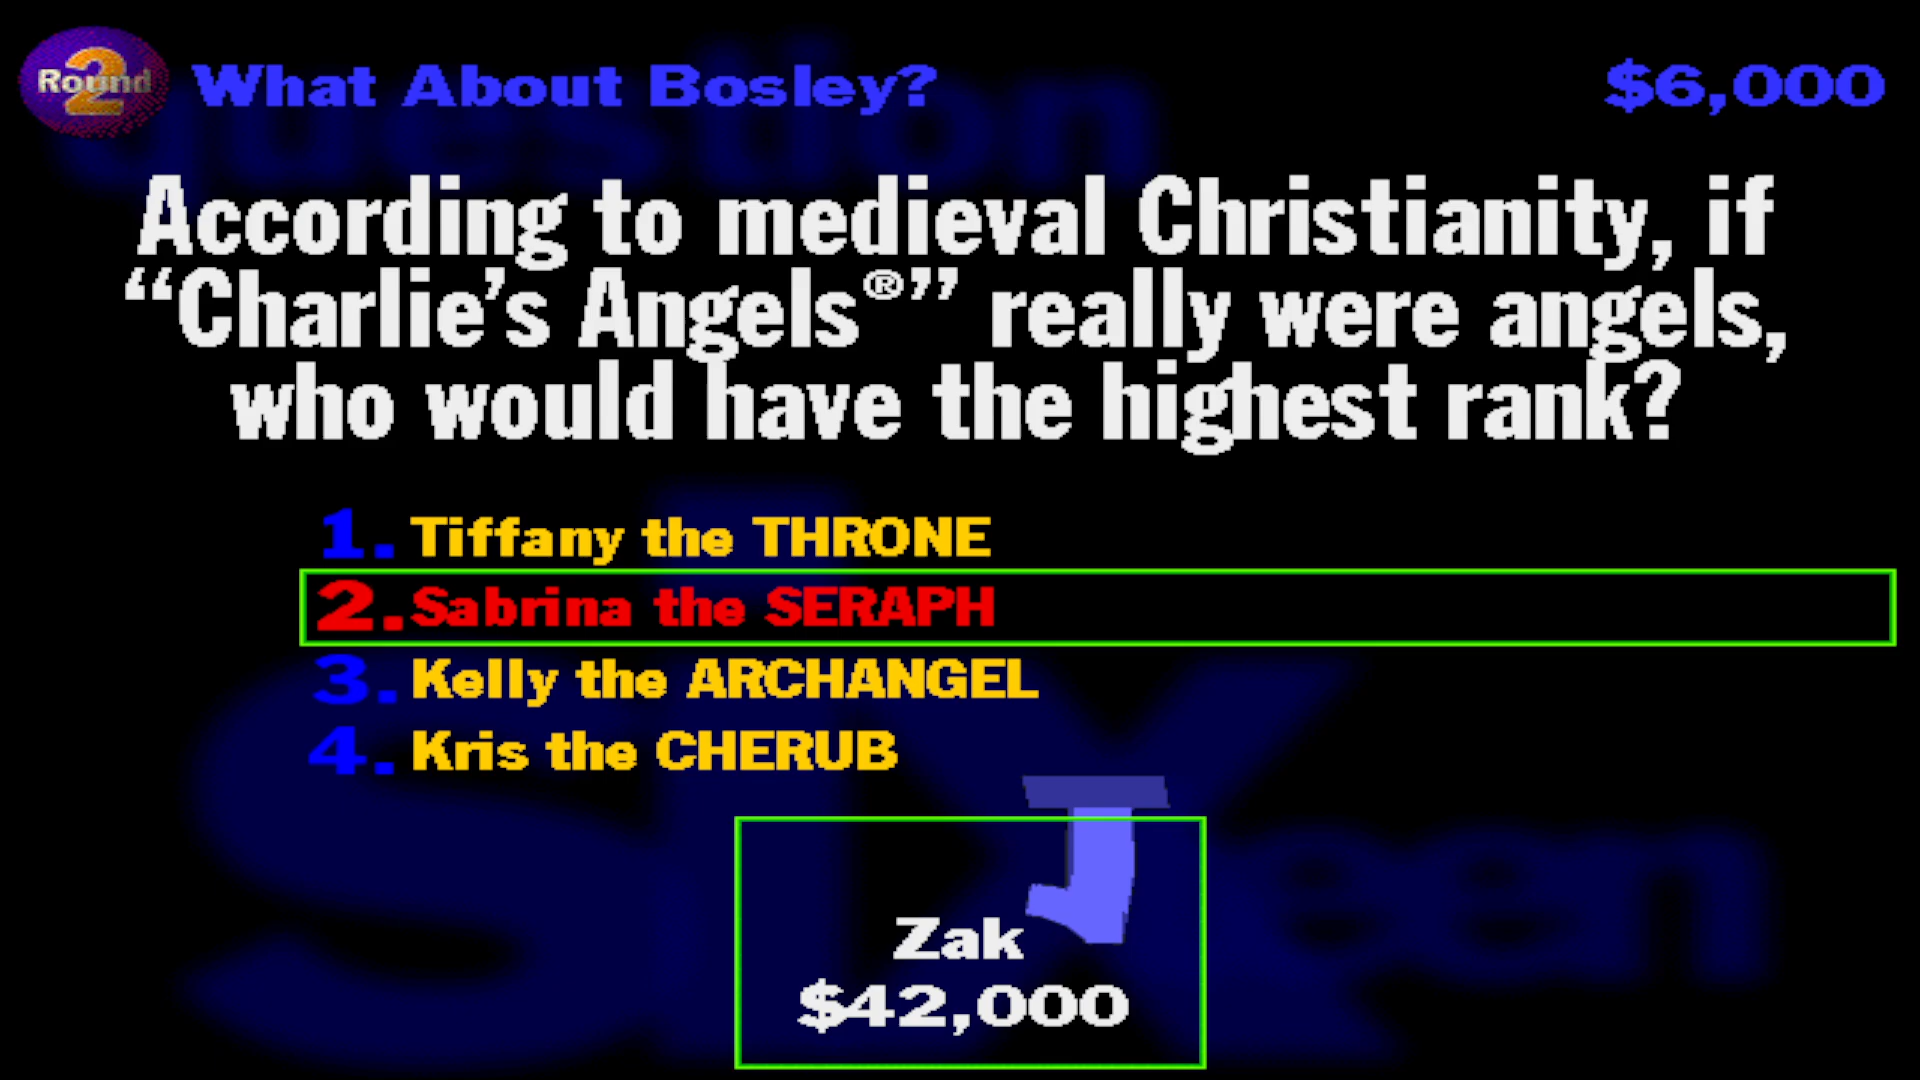 Round 2
What About Bosley?
$6,000
question
According to medieval Christianity, if
“Charlie’s Angels®” really were angels,
who would have the highest rank?
1. Tiffany the THRONE
2. Sabrina the SERAPH
3. Kelly the ARCHANGEL
4. Kris the CHERUB
Sixteen
J
Zak
$42,000